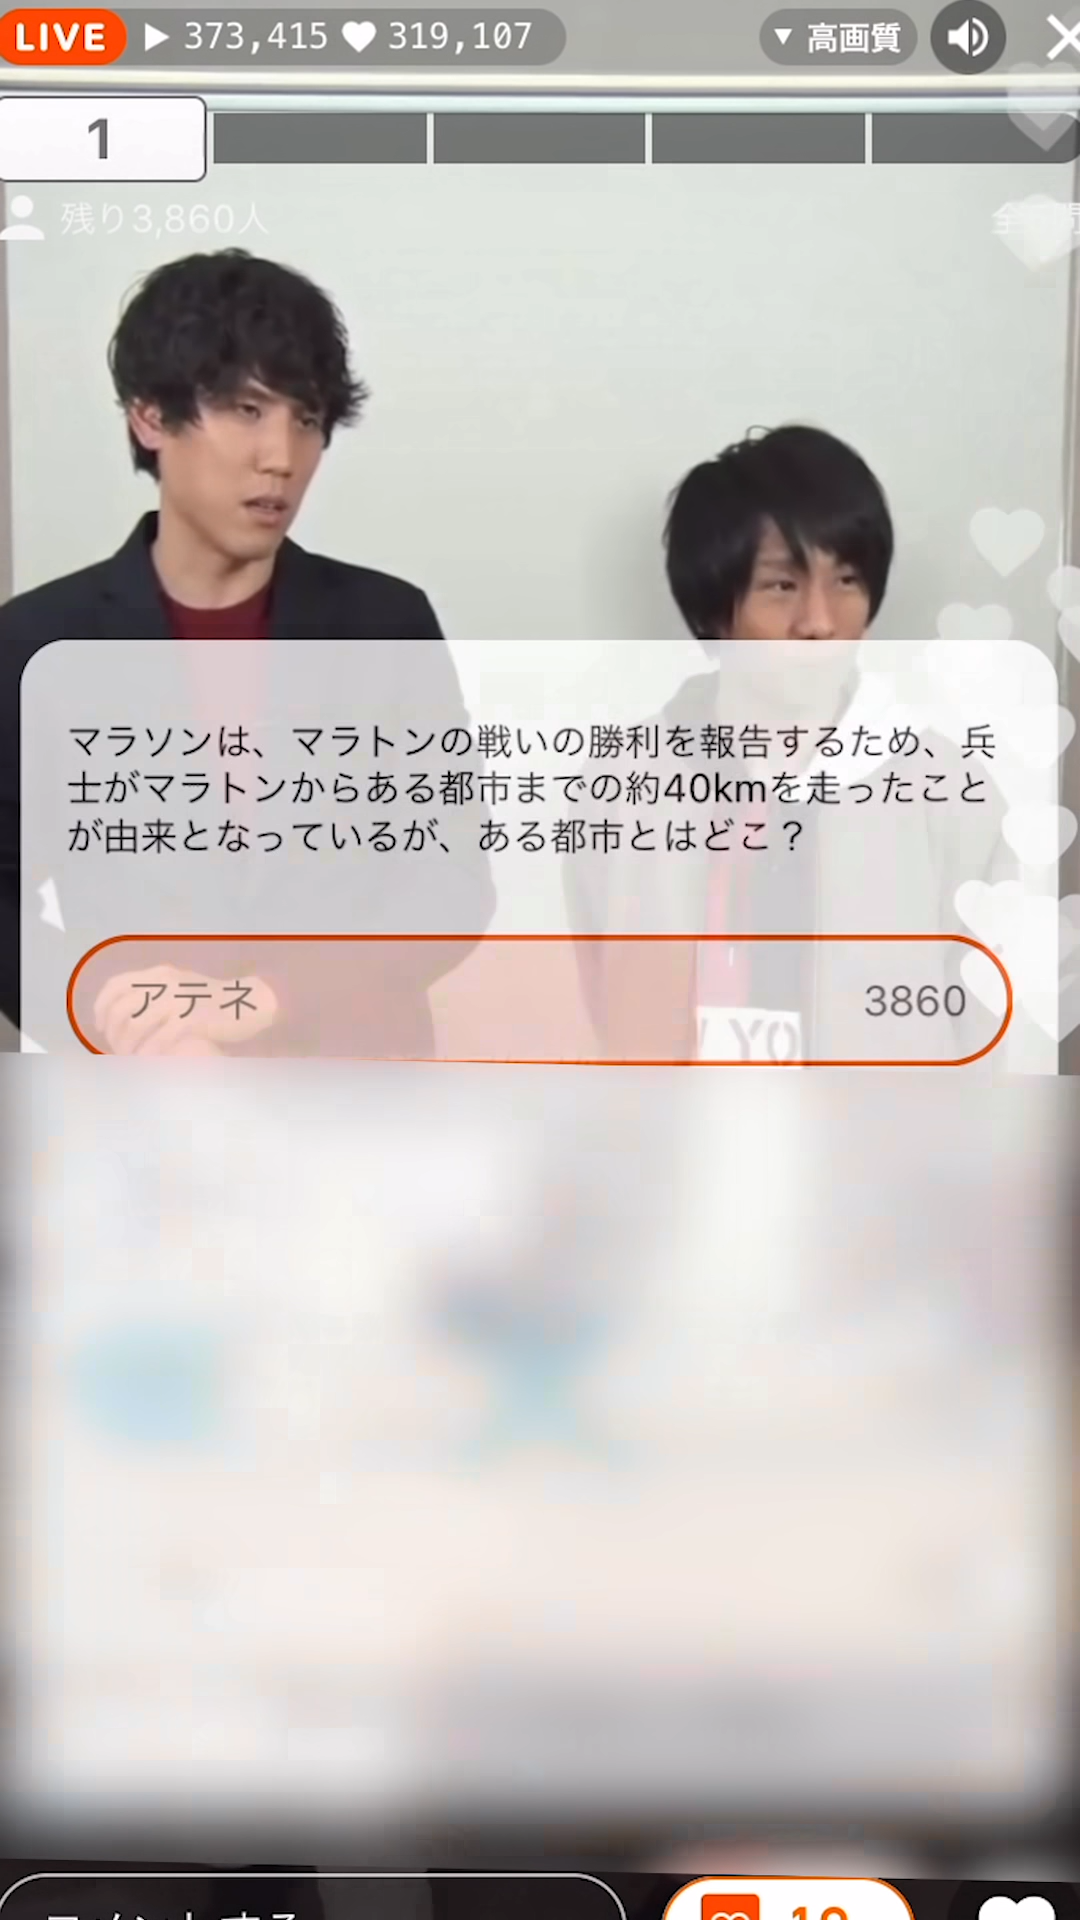 LIVE ▶ 373,415 ♥ 319,107 ▼ 高画質
1
残り3,860人
マラソンは、マラトンの戦いの勝利を報告するため、兵
士がマラトンからある都市までの約40kmを走ったこと
が由来となっているが、ある都市とはどこ？
アテネ 3860
YO